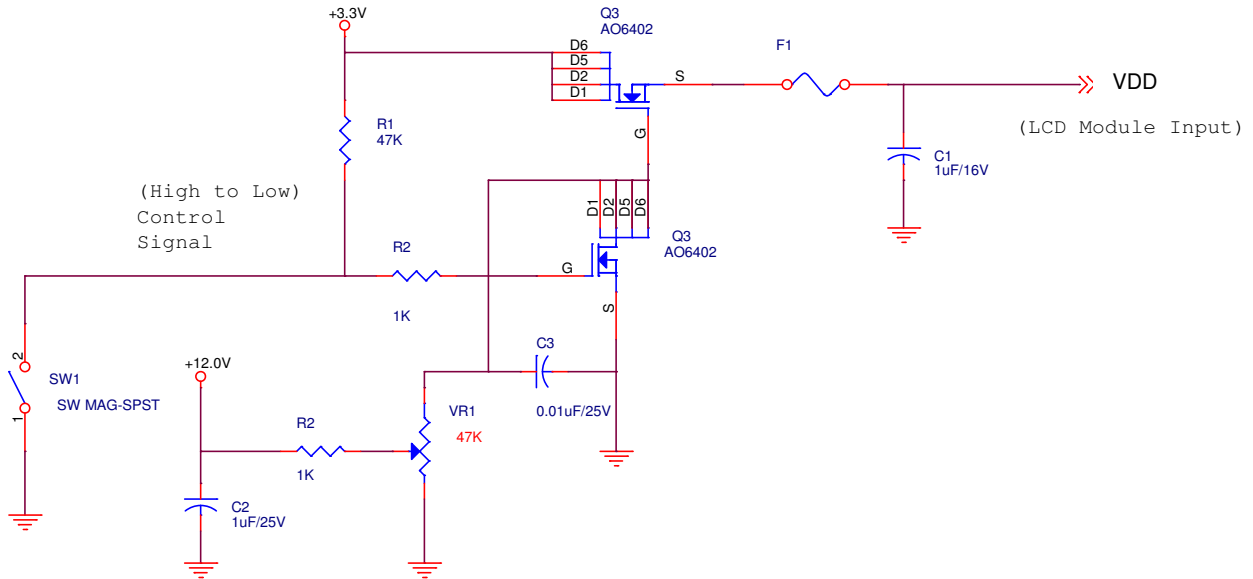 +3.3V
Q3
AO6402
F1
D6
D5
D2
D1
S
G
VDD
(LCD Module Input)
R1
47K
C1
1uF/16V
(High to Low)
Control
Signal
D1
D2
D5
D6
Q3
AO6402
R2
1K
G
S
2
1
SW1
SW MAG-SPST
+12.0V
C3
0.01uF/25V
VR1
47K
R2
1K
C2
1uF/25V